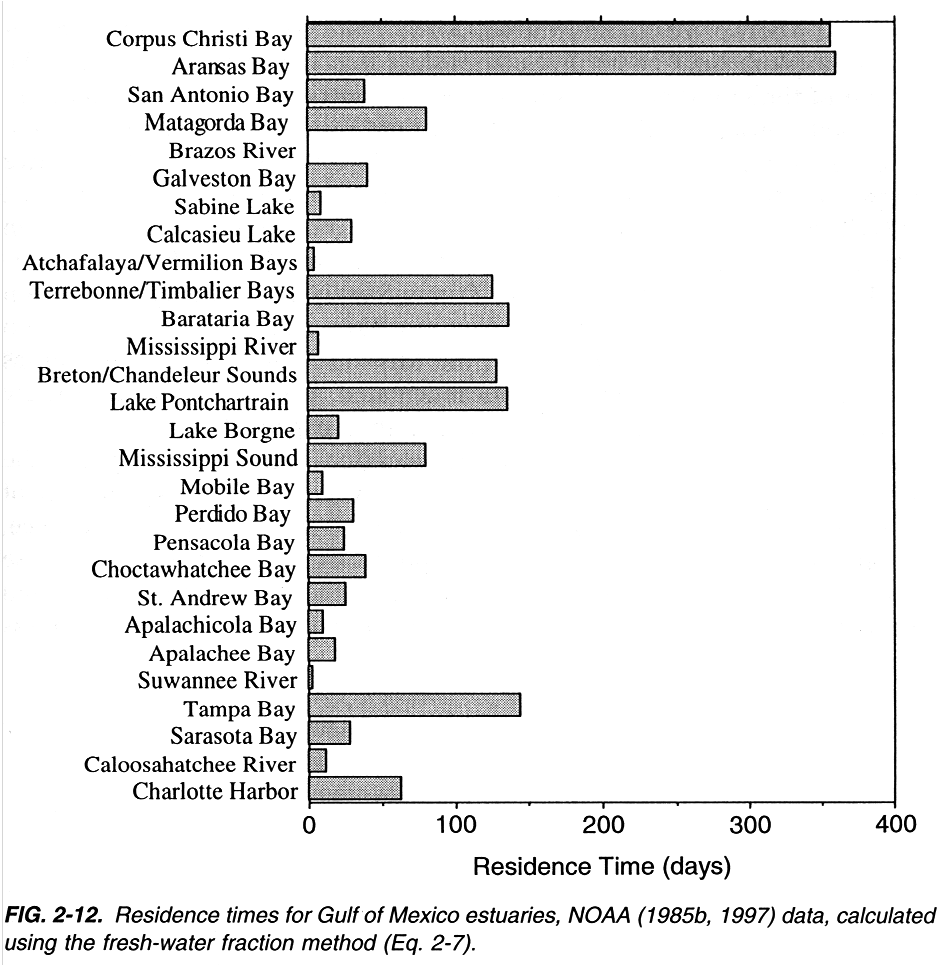 Corpus Christi Bay
Aransas Bay
San Antonio Bay
Matagorda Bay
Brazos River
Galveston Bay
Sabine Lake
Calcasieu Lake
Atchafalaya/Vermilion Bays
Terrebonne/Timbalier Bays
Barataria Bay
Mississippi River
Breton/Chandeleur Sounds
Lake Pontchartrain
Lake Borgne
Mississippi Sound
Mobile Bay
Perdido Bay
Pensacola Bay
Choctawhatchee Bay
St. Andrew Bay
Apalachicola Bay
Apalachee Bay
Suwannee River
Tampa Bay
Sarasota Bay
Caloosahatchee River
Charlotte Harbor
0 100 200 300 400
Residence Time (days)
FIG. 2-12. Residence times for Gulf of Mexico estuaries, NOAA (1985b, 1997) data, calculated
using the fresh-water fraction method (Eq. 2-7).